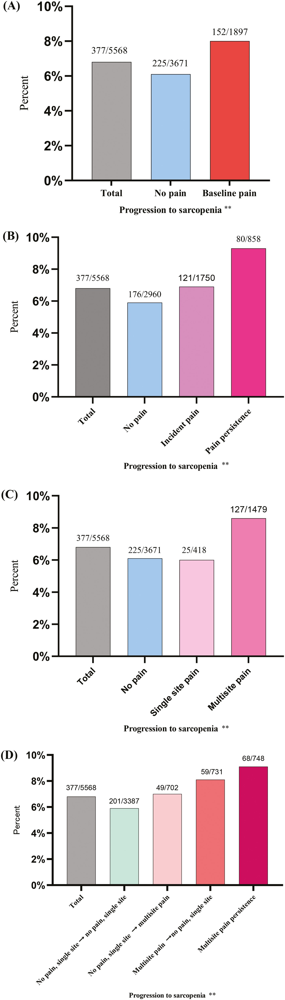 (A)
10%
8%
6%
4%
2%
0%
Percent
377/5568
225/3671
152/1897
Total
No pain
Baseline pain
Progression to sarcopenia **
(B)
10%
8%
6%
4%
2%
0%
Percent
377/5568
176/2960
121/1750
80/858
Total
No pain
Incident pain
Pain persistence
Progression to sarcopenia **
(C)
10%
8%
6%
4%
2%
0%
Percent
377/5568
225/3671
25/418
127/1479
Total
No pain
Single site pain
Multisite pain
Progression to sarcopenia **
(D)
10%
8%
6%
4%
2%
0%
Percent
377/5568
201/3387
49/702
59/731
68/748
Total
No pain, single site → no pain, single site
No pain, single site → multisite pain
Multisite pain →no pain, single site
Multisite pain persistence
Progression to sarcopenia **